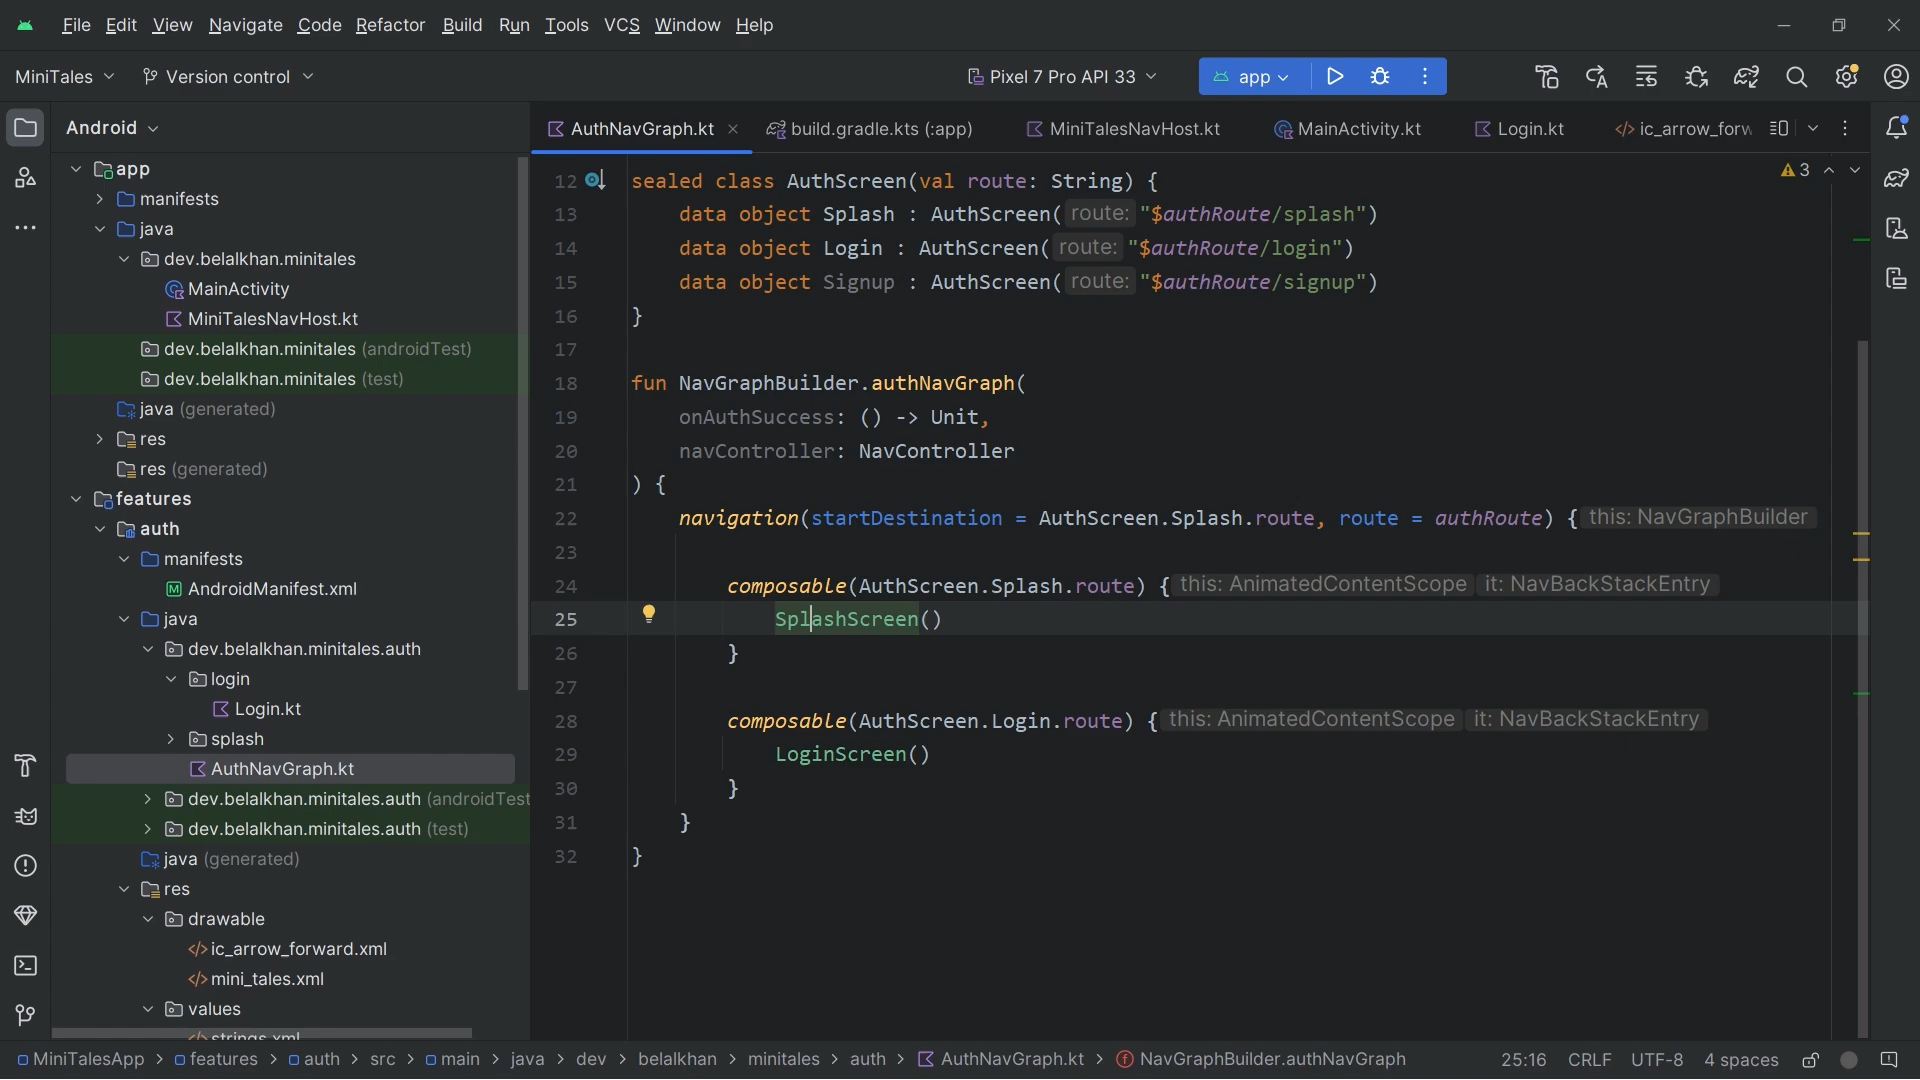 File Edit View Navigate Code Refactor Build Run Tools VCS Window Help
MiniTales Version control Pixel 7 Pro API 33 app
Android
AuthNavGraph.kt build.gradle.kts (:app) MiniTalesNavHost.kt MainActivity.kt Login.kt ic_arrow_forw
app
manifests
java
dev.belalkhan.minitales
MainActivity
MiniTalesNavHost.kt
dev.belalkhan.minitales (androidTest)
dev.belalkhan.minitales (test)
java (generated)
res
res (generated)
features
auth
manifests
AndroidManifest.xml
java
dev.belalkhan.minitales.auth
login
Login.kt
splash
AuthNavGraph.kt
dev.belalkhan.minitales.auth (androidTest
dev.belalkhan.minitales.auth (test)
java (generated)
res
drawable
ic_arrow_forward.xml
mini_tales.xml
values
strings.xml
3
12 sealed class AuthScreen(val route: String) {
13 data object Splash : AuthScreen( route: "$authRoute/splash")
14 data object Login : AuthScreen( route: "$authRoute/login")
15 data object Signup : AuthScreen( route: "$authRoute/signup")
16 }
17
18 fun NavGraphBuilder.authNavGraph(
19 onAuthSuccess: () -> Unit,
20 navController: NavController
21 ) {
22 navigation(startDestination = AuthScreen.Splash.route, route = authRoute) { this: NavGraphBuilder
23
24 composable(AuthScreen.Splash.route) { this: AnimatedContentScope it: NavBackStackEntry
25 SplashScreen()
26 }
27
28 composable(AuthScreen.Login.route) { this: AnimatedContentScope it: NavBackStackEntry
29 LoginScreen()
30 }
31 }
32 }
MiniTalesApp > features > auth > src > main > java > dev > belalkhan > minitales > auth > AuthNavGraph.kt > NavGraphBuilder.authNavGraph 25:16 CRLF UTF-8 4 spaces